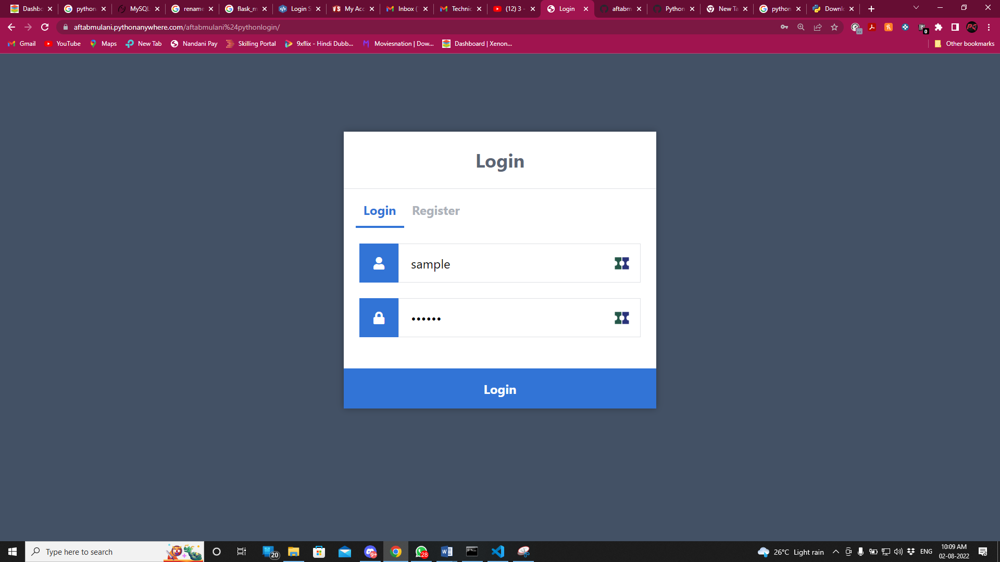 Dashbo
python
MySQL
rename
flask_m
Login S
My Acc
Inbox (
Technic
(12) 3 -
Login
aftabm
Python
New Ta
python
Downlo
aftabmulani.pythonanywhere.com/aftabmulani%24pythonlogin/
0
Gmail
YouTube
Maps
New Tab
Nandani Pay
Skilling Portal
9xflix - Hindi Dubb...
Moviesnation | Dow...
Dashboard | Xenon...
Other bookmarks
Login
Login Register
sample
Login
Type here to search
20
9+
28
26°C Light rain
ENG
10:09 AM
02-08-2022